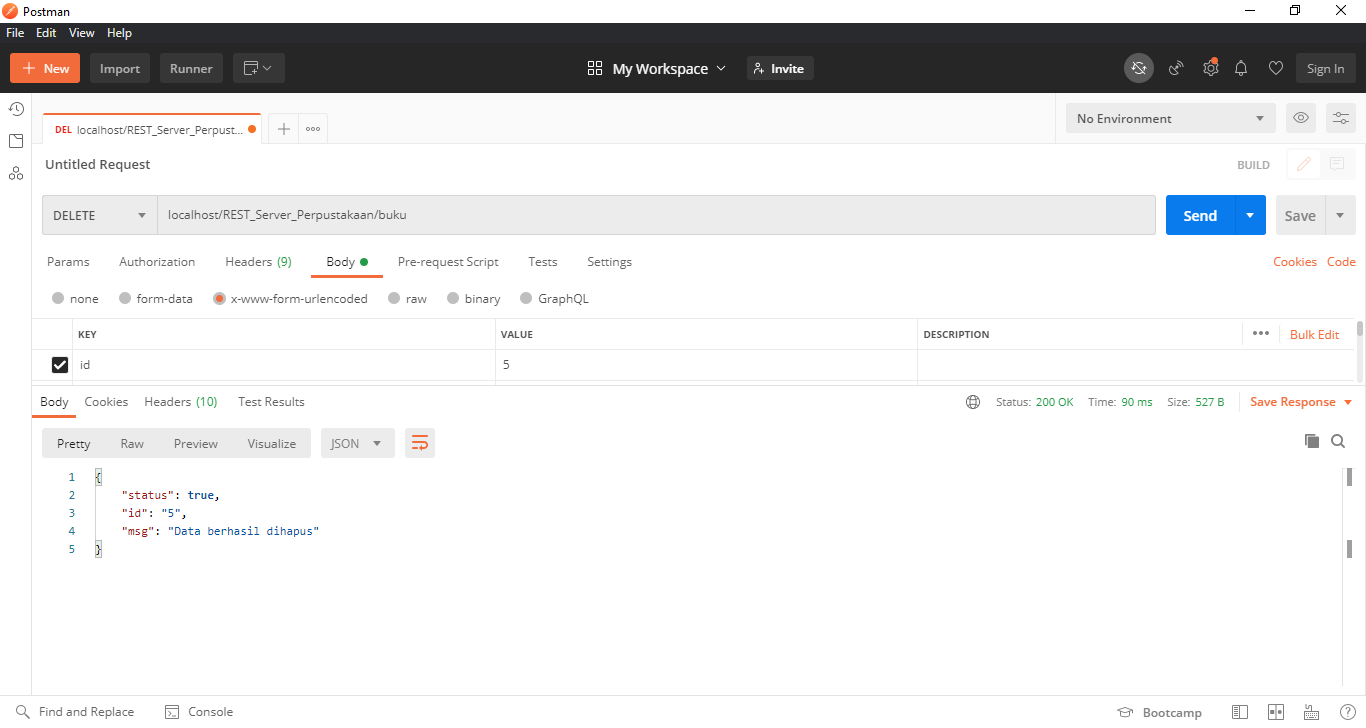 Postman
File Edit View Help
New Import Runner My Workspace Invite Sign In
DEL localhost/REST_Server_Perpust... No Environment
Untitled Request BUILD
DELETE localhost/REST_Server_Perpustakaan/buku Send Save
Params Authorization Headers (9) Body Pre-request Script Tests Settings Cookies Code
none form-data x-www-form-urlencoded raw binary GraphQL
KEY VALUE DESCRIPTION Bulk Edit
id 5
Body Cookies Headers (10) Test Results Status: 200 OK Time: 90 ms Size: 527 B Save Response
Pretty Raw Preview Visualize JSON
1 {
2 "status": true,
3 "id": "5",
4 "msg": "Data berhasil dihapus"
5 }
Find and Replace Console Bootcamp